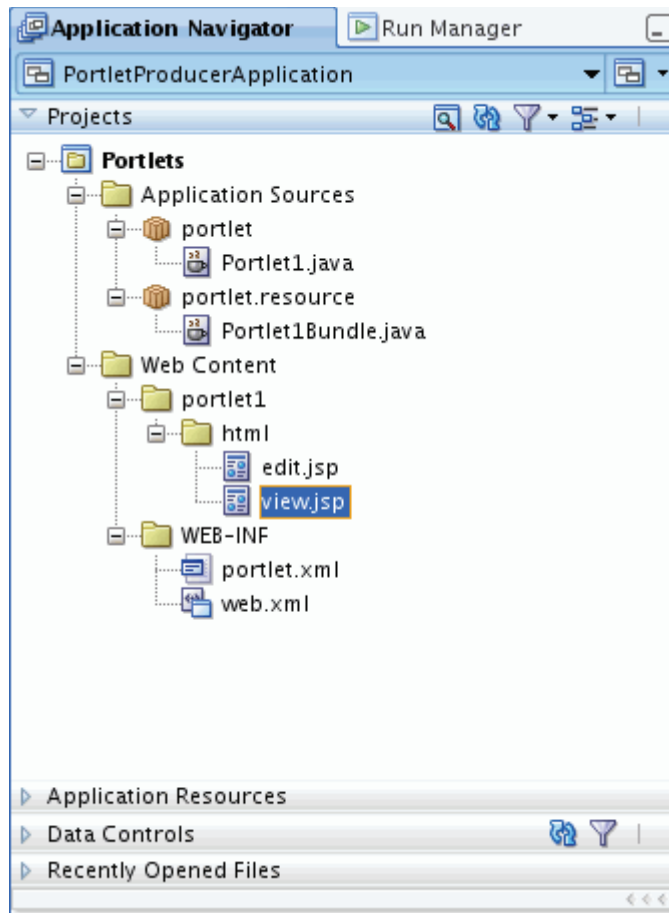 Application Navigator Run Manager
PortletProducerApplication
Projects
Portlets
Application Sources
portlet
Portlet1.java
portlet.resource
Portlet1Bundle.java
Web Content
portlet1
html
edit.jsp
view.jsp
WEB-INF
portlet.xml
web.xml
Application Resources
Data Controls
Recently Opened Files